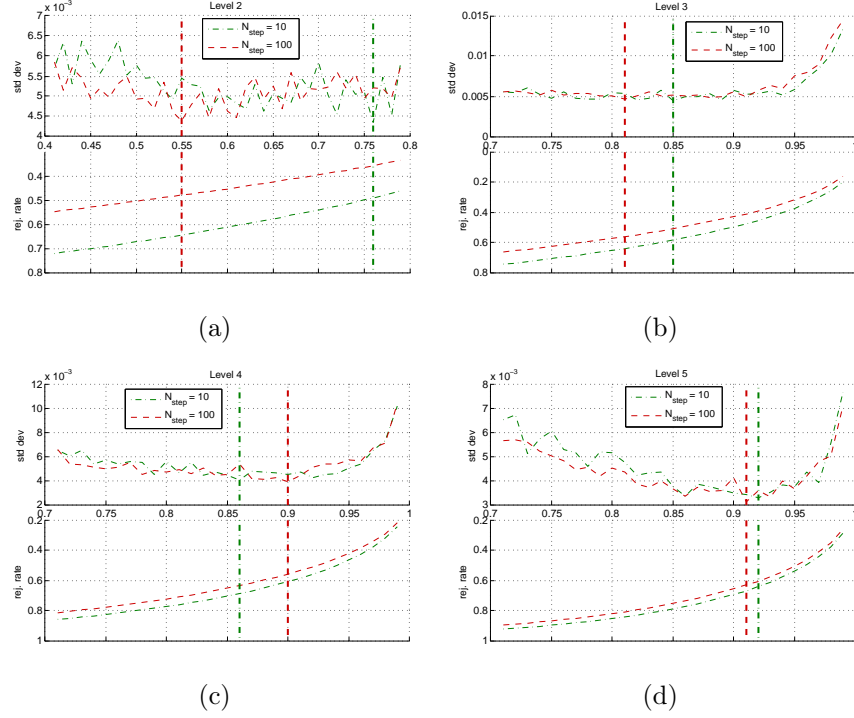 x 10⁻³
Level 2
7
6.5
6
5.5
5
4.5
4
std dev
N_step = 10
N_step = 100
0.4 0.45 0.5 0.55 0.6 0.65 0.7 0.75 0.8
0.4
0.5
0.6
0.7
0.8
rej. rate
(a)
Level 3
0.015
0.01
0.005
0
std dev
N_step = 10
N_step = 100
0.7 0.75 0.8 0.85 0.9 0.95 1
0
0.2
0.4
0.6
0.8
rej. rate
(b)
x 10⁻³
Level 4
12
10
8
6
4
2
std dev
N_step = 10
N_step = 100
0.7 0.75 0.8 0.85 0.9 0.95 1
0.2
0.4
0.6
0.8
1
rej. rate
(c)
x 10⁻³
Level 5
8
7
6
5
4
3
std dev
N_step = 10
N_step = 100
0.7 0.75 0.8 0.85 0.9 0.95 1
0.2
0.4
0.6
0.8
1
rej. rate
(d)